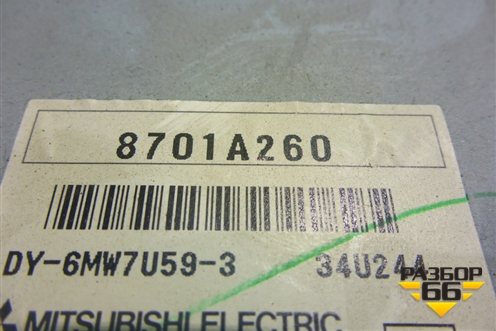 8701A260
DY-6MW7U59-3 34U24A
MITSUBISHI ELECTRIC
РАЗБОР
66